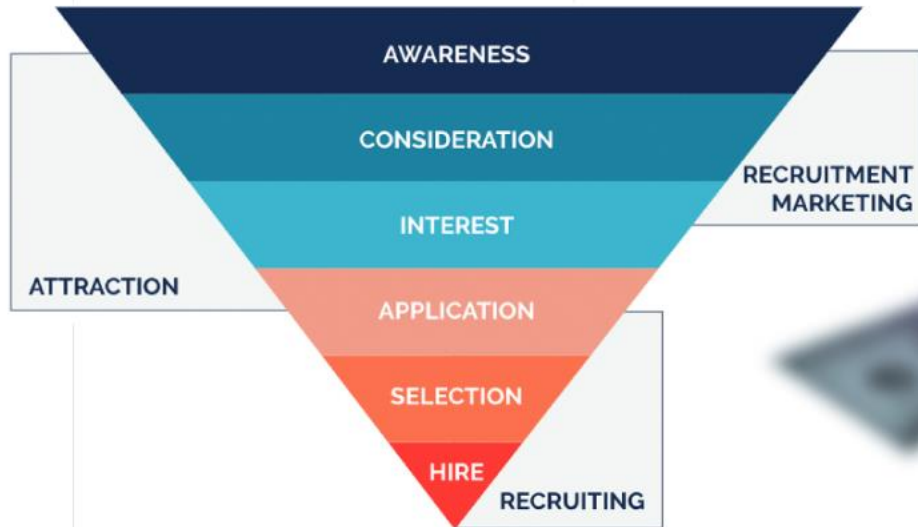 AWARENESS
CONSIDERATION
RECRUITMENT
MARKETING
INTEREST
ATTRACTION
APPLICATION
SELECTION
HIRE
RECRUITING